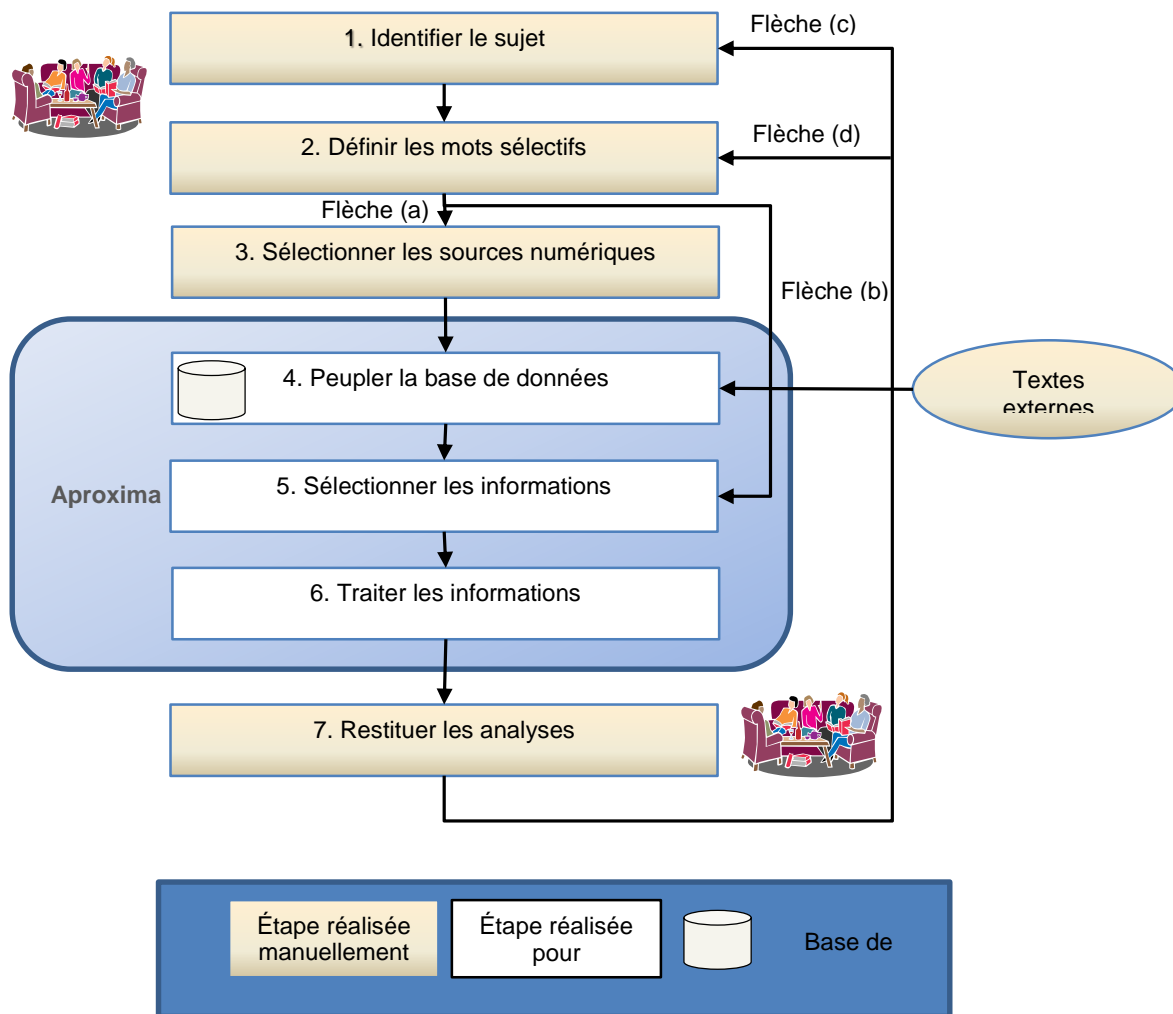 1. Identifier le sujet
Flèche (c)
2. Définir les mots sélectifs
Flèche (d)
Flèche (a)
3. Sélectionner les sources numériques
Flèche (b)
4. Peupler la base de données
Textes
externes
Aproxima
5. Sélectionner les informations
6. Traiter les informations
7. Restituer les analyses
Étape réalisée
manuellement
Étape réalisée
pour
Base de